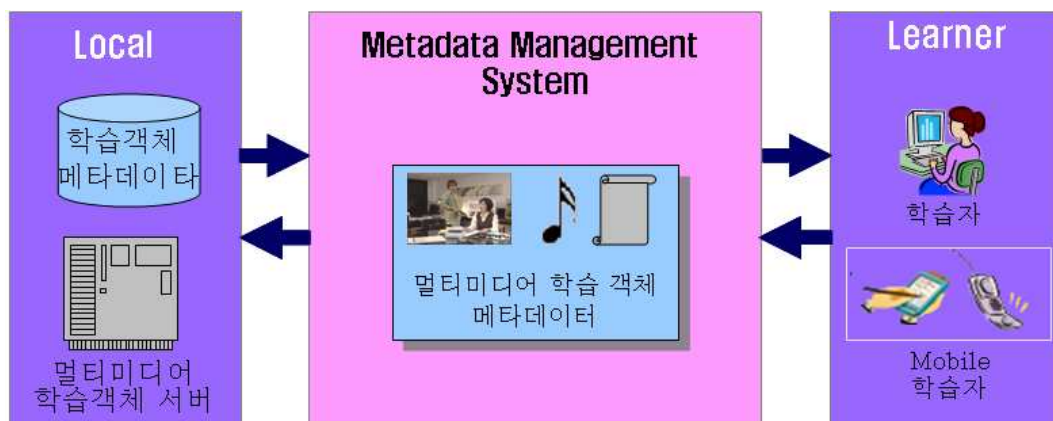 Local
학습객체
메타데이타
멀티미디어
학습객체 서버
Metadata Management
System
멀티미디어 학습 객체
메타데이터
Learner
학습자
Mobile
학습자